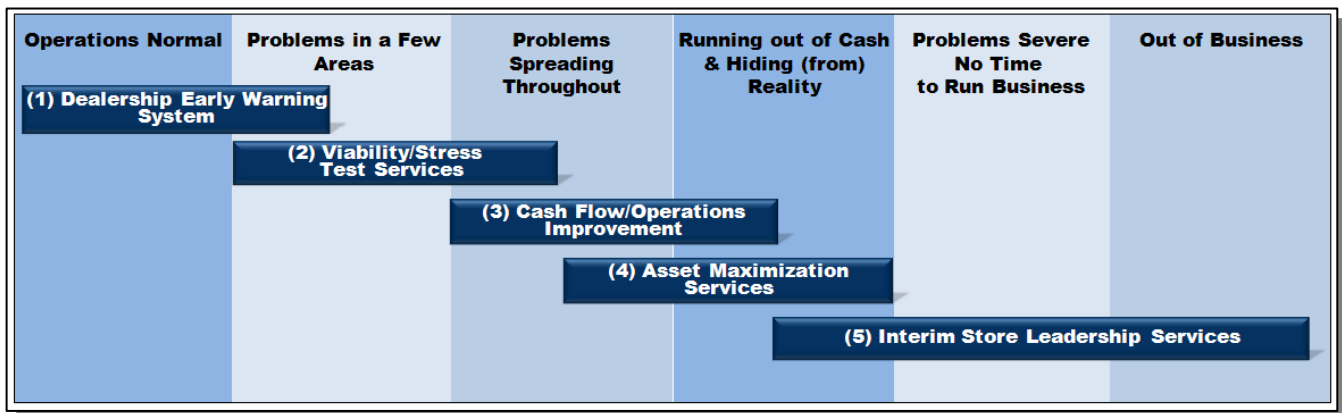 Operations Normal
Problems in a Few
Areas
Problems
Spreading
Throughout
Running out of Cash
& Hiding (from)
Reality
Problems Severe
No Time
to Run Business
Out of Business
(1) Dealership Early Warning
System
(2) Viability/Stress
Test Services
(3) Cash Flow/Operations
Improvement
(4) Asset Maximization
Services
(5) Interim Store Leadership Services